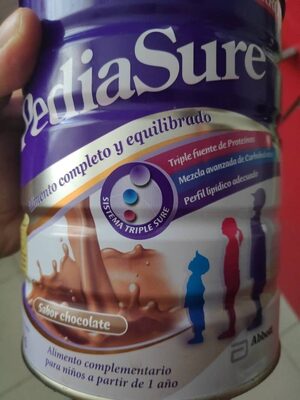 PediaSure
Alimento completo y equilibrado
Triple fuente de Proteínas
Mezcla avanzada de Carbohidratos
Perfil lipídico adecuado
SISTEMA TRIPLE SURE
Sabor chocolate
Abbott
Alimento complementario
para niños a partir de 1 año